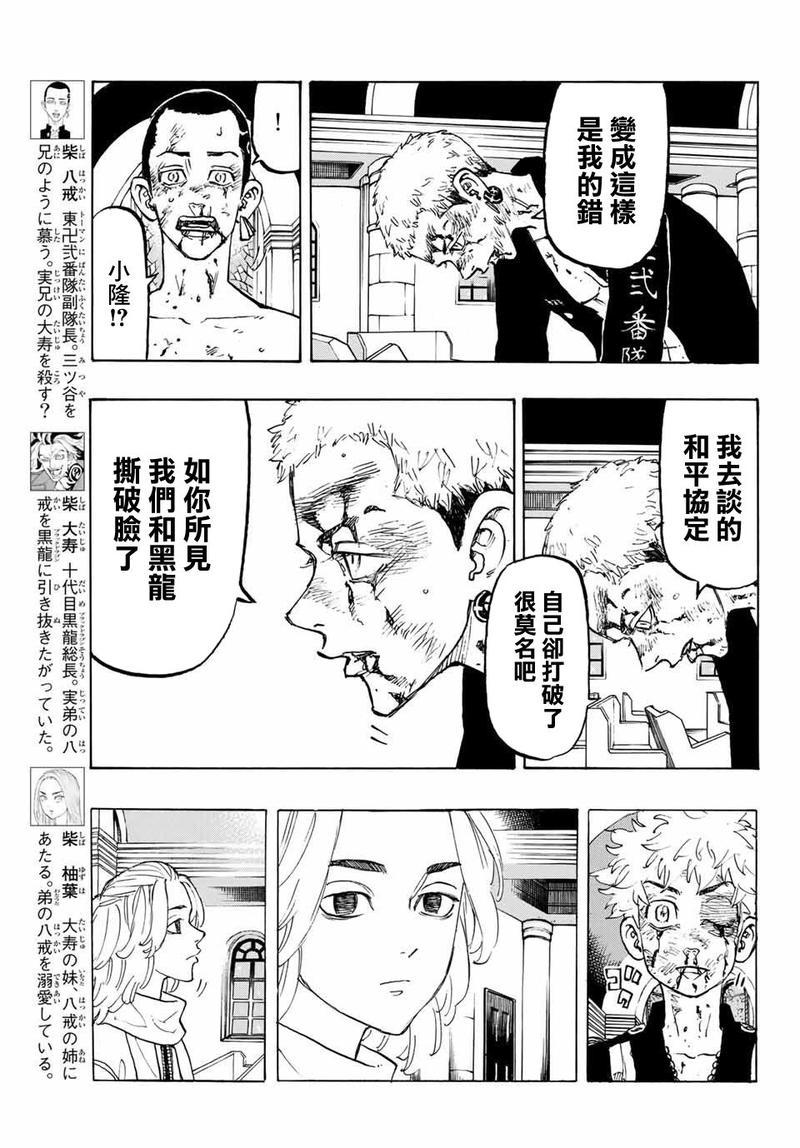 變成這樣
是我的錯
弐番隊
！
小隆!?
我去談的
和平協定
自己卻打破了
很莫名吧
如你所見
我們和黑龍
撕破臉了
ゴク
柴 八戒 東卍弐番隊副隊長。三ツ谷を
兄のように慕う。実兄の大寿を殺す？
柴 大寿 十代目黒龍総長。実弟の八
戒を黒龍に引き抜きたがっていた。
柴 柚葉 大寿の妹、八戒の姉に
あたる。弟の八戒を溺愛している。